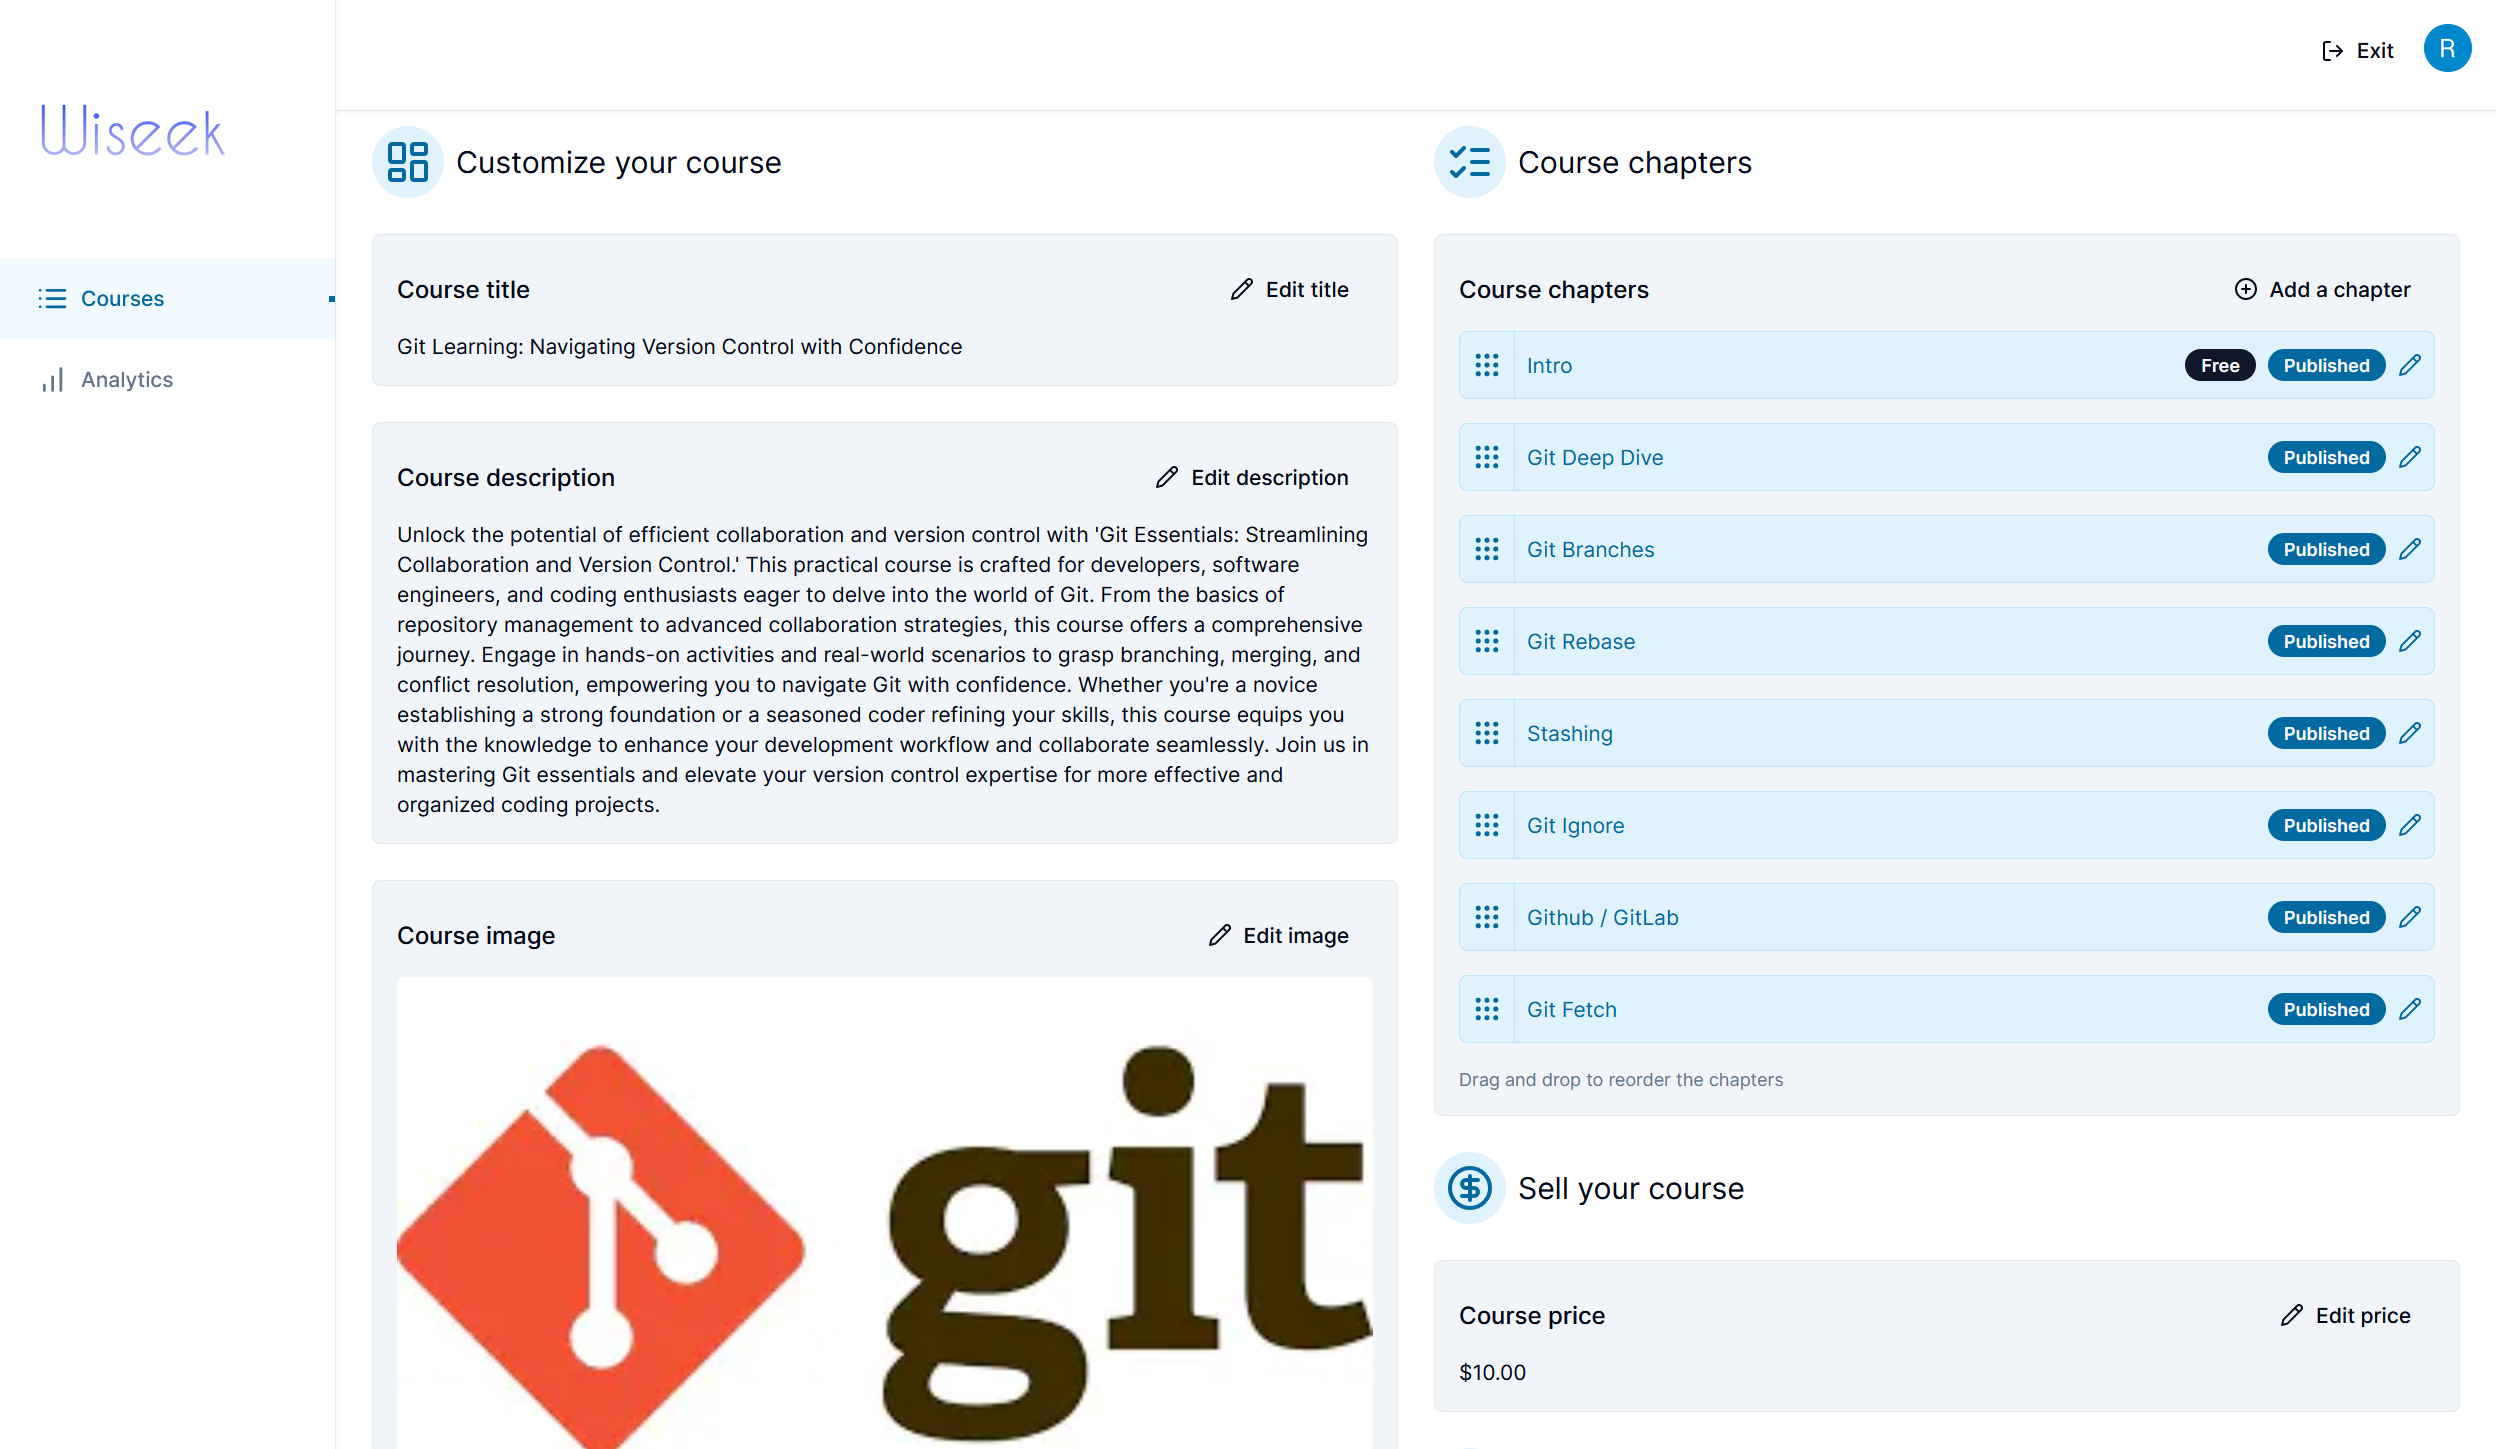 Wiseek
Courses
Analytics
Exit
R
Customize your course
Course title
Edit title
Git Learning: Navigating Version Control with Confidence
Course description
Edit description
Unlock the potential of efficient collaboration and version control with 'Git Essentials: Streamlining
Collaboration and Version Control.' This practical course is crafted for developers, software
engineers, and coding enthusiasts eager to delve into the world of Git. From the basics of
repository management to advanced collaboration strategies, this course offers a comprehensive
journey. Engage in hands-on activities and real-world scenarios to grasp branching, merging, and
conflict resolution, empowering you to navigate Git with confidence. Whether you're a novice
establishing a strong foundation or a seasoned coder refining your skills, this course equips you
with the knowledge to enhance your development workflow and collaborate seamlessly. Join us in
mastering Git essentials and elevate your version control expertise for more effective and
organized coding projects.
Course image
Edit image
git
Course chapters
Course chapters
Add a chapter
Intro
Free
Published
Git Deep Dive
Published
Git Branches
Published
Git Rebase
Published
Stashing
Published
Git Ignore
Published
Github / GitLab
Published
Git Fetch
Published
Drag and drop to reorder the chapters
Sell your course
Course price
Edit price
$10.00